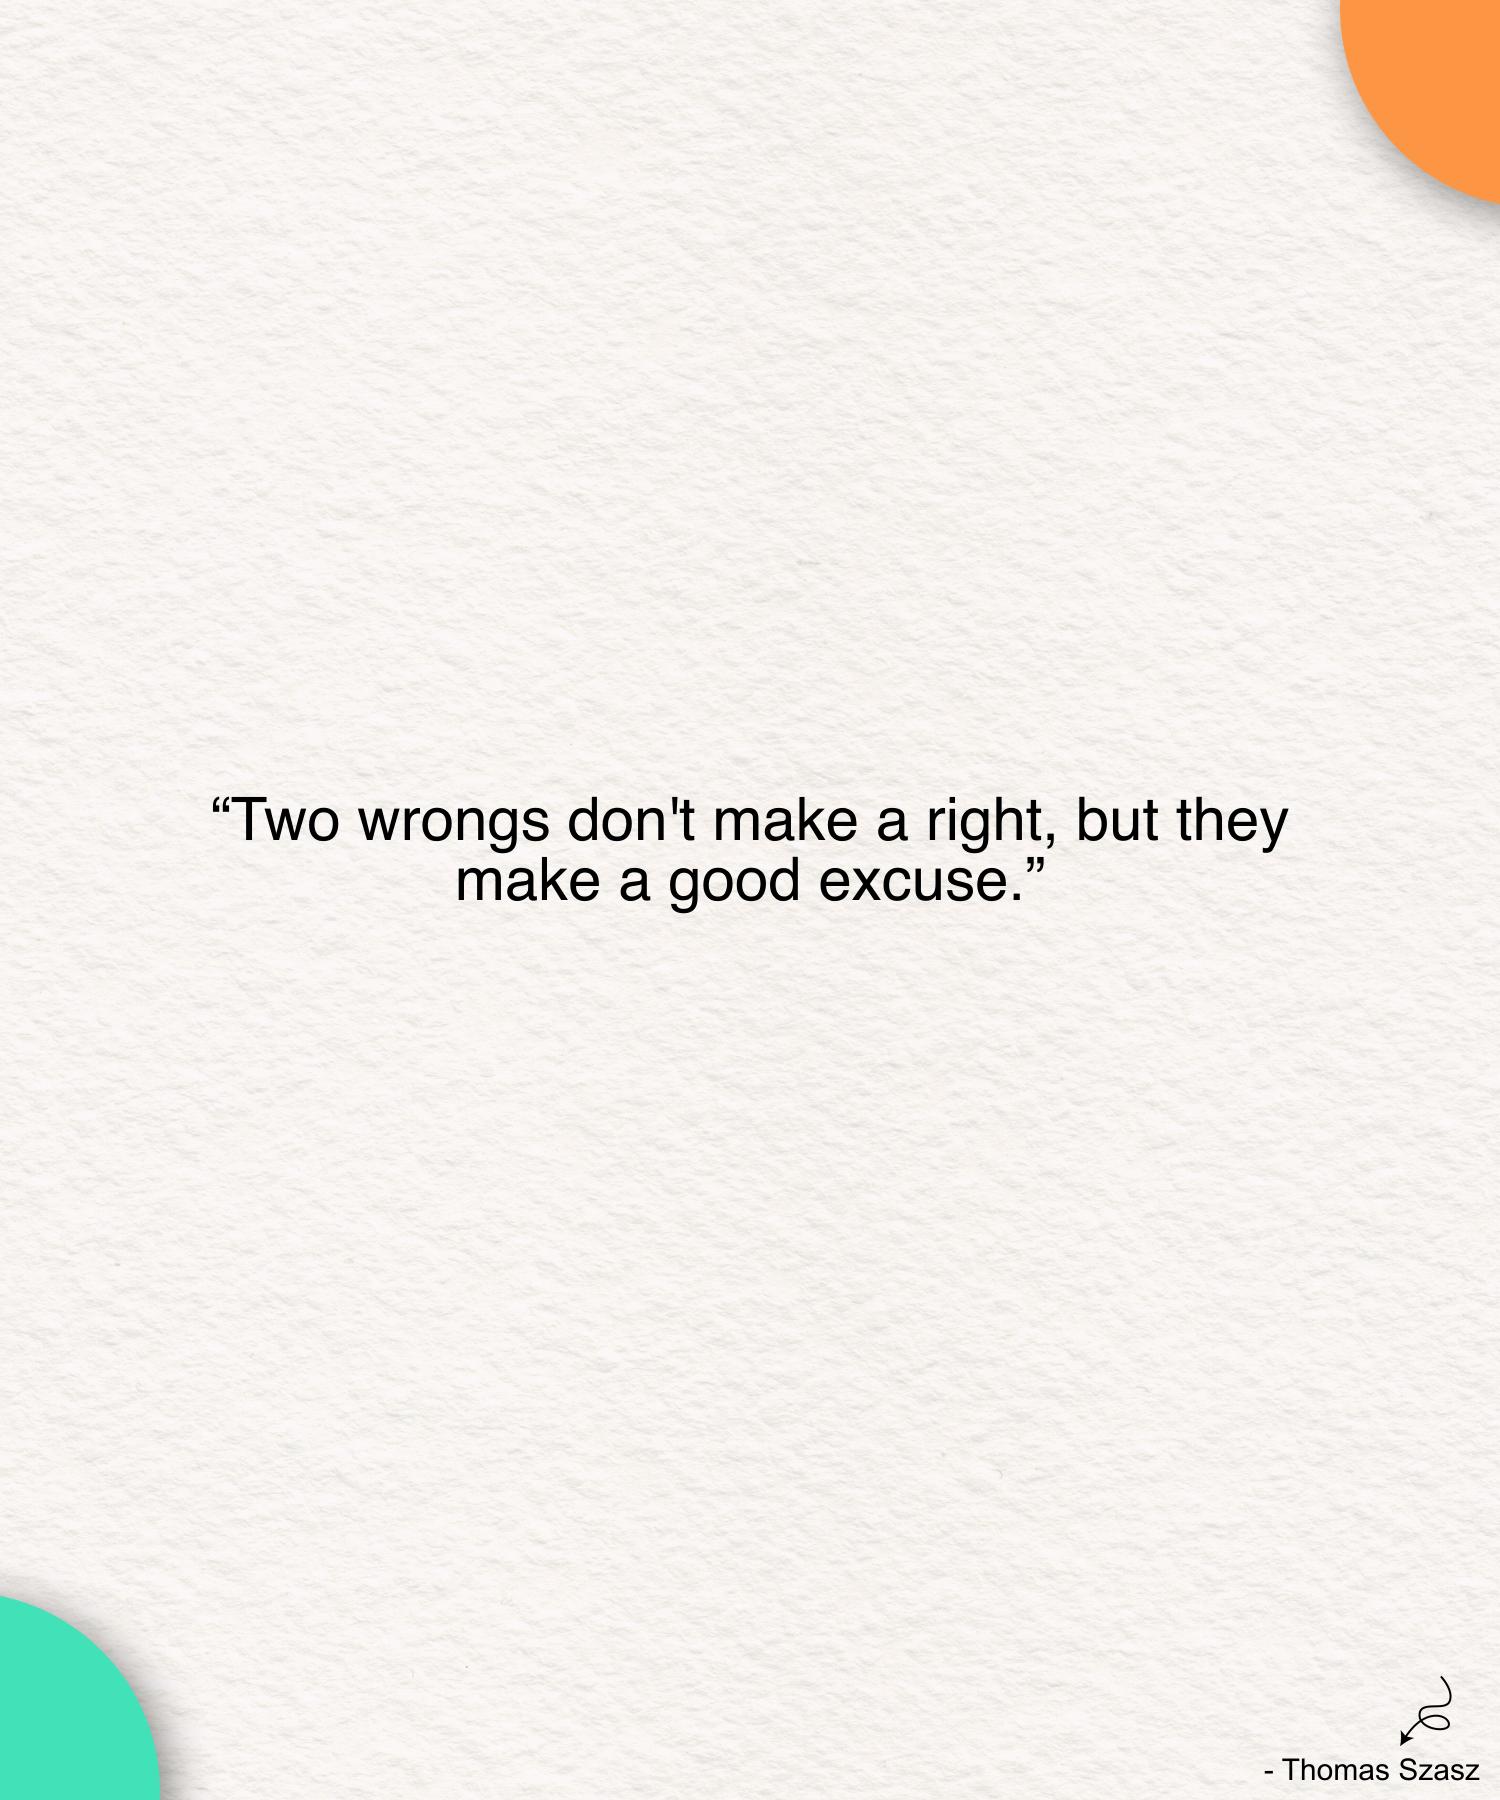 “Two wrongs don't make a right, but they
make a good excuse.”
- Thomas Szasz